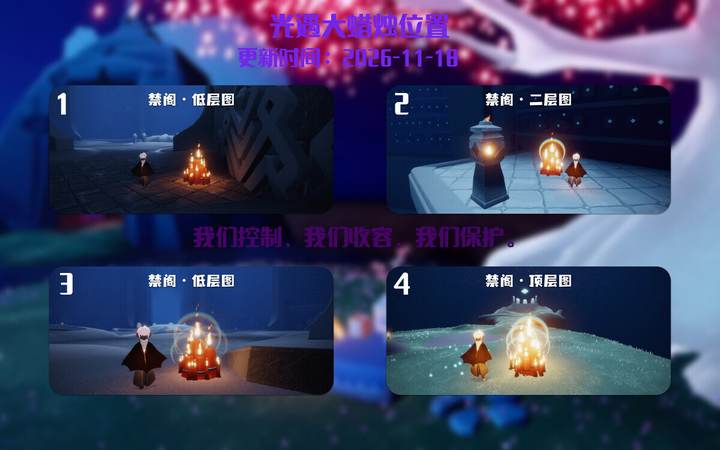 光遇大蜡烛位置
更新时间：2026-11-18
1 禁阁·低层图
2 禁阁·二层图
我们控制、我们收容、我们保护。
3 禁阁·低层图
4 禁阁·顶层图